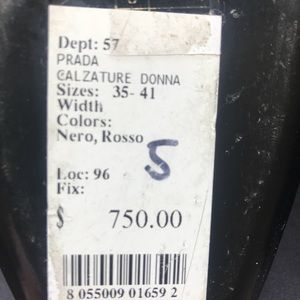 Dept: 57
PRADA
CALZATURE DONNA
Sizes: 35- 41
Width
Colors:
Nero, Rosso
5
Loc: 96
Fix:
$ 750.00
8 055009 01659 2